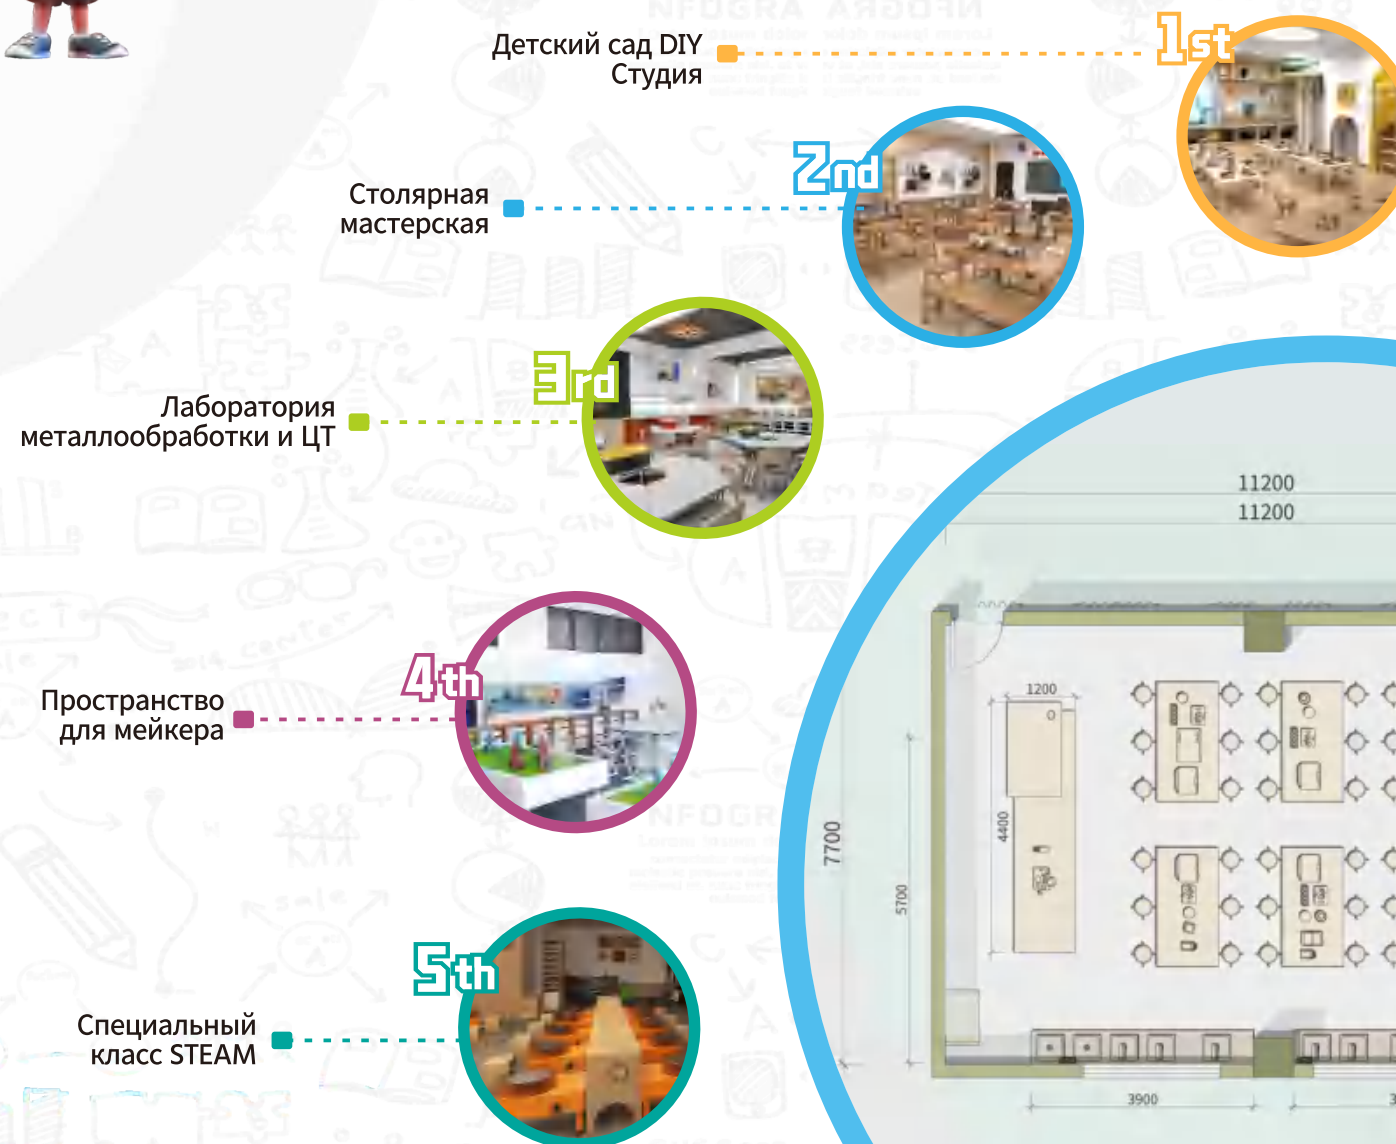 Детский сад DIY
Студия
1st
Столярная
мастерская
2nd
Лаборатория
металлообработки и ЦТ
3rd
Пространство
для мейкера
4th
Специальный
класс STEAM
5th
11200
11200
1200
4400
7700
5700
3900